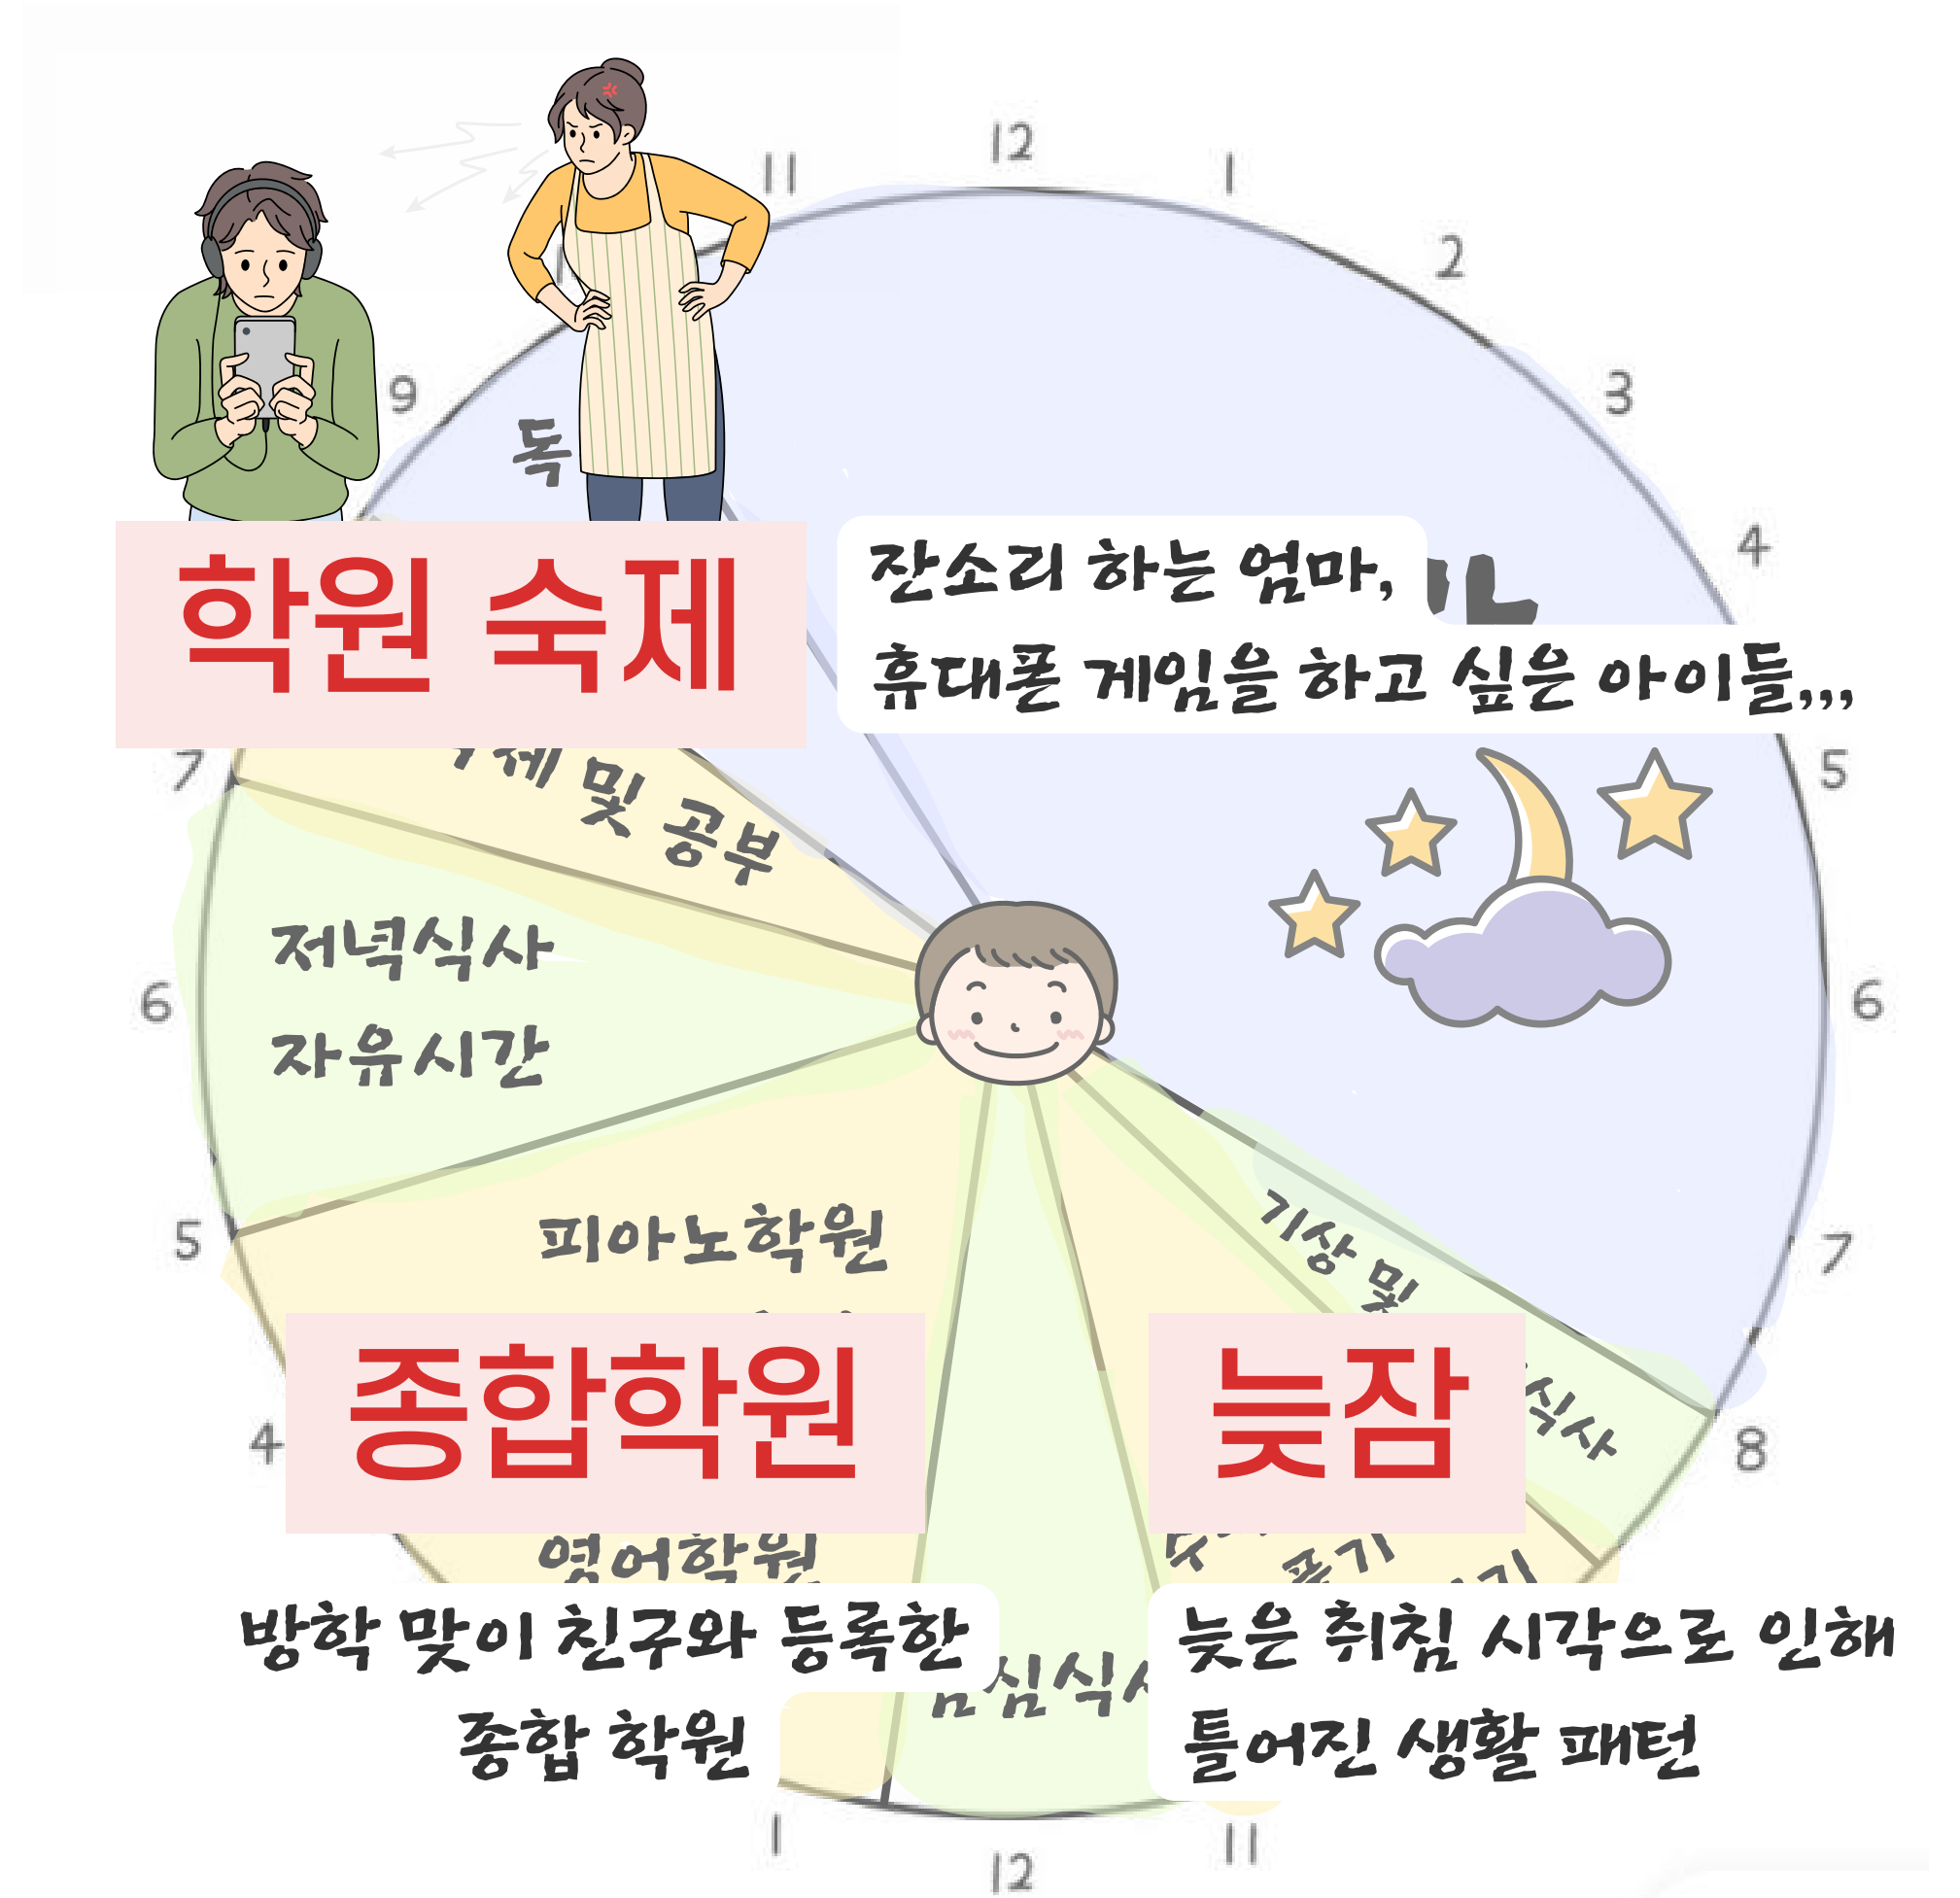 12
11
1
2
9
3
독
4
학원 숙제
잔소리 하는 엄마,
휴대폰 게임을 하고 싶은 아이들,,,
7
및 공부
5
저녁식사
6
6
자유시간
기상 및
식사
피아노학원
5
7
종합학원
늦잠
4
8
영어학원
방학 맞이 친구와 등록한
종합 학원
심식
늦은 취침 시각으로 인해
틀어진 생활 패턴
1
12
11